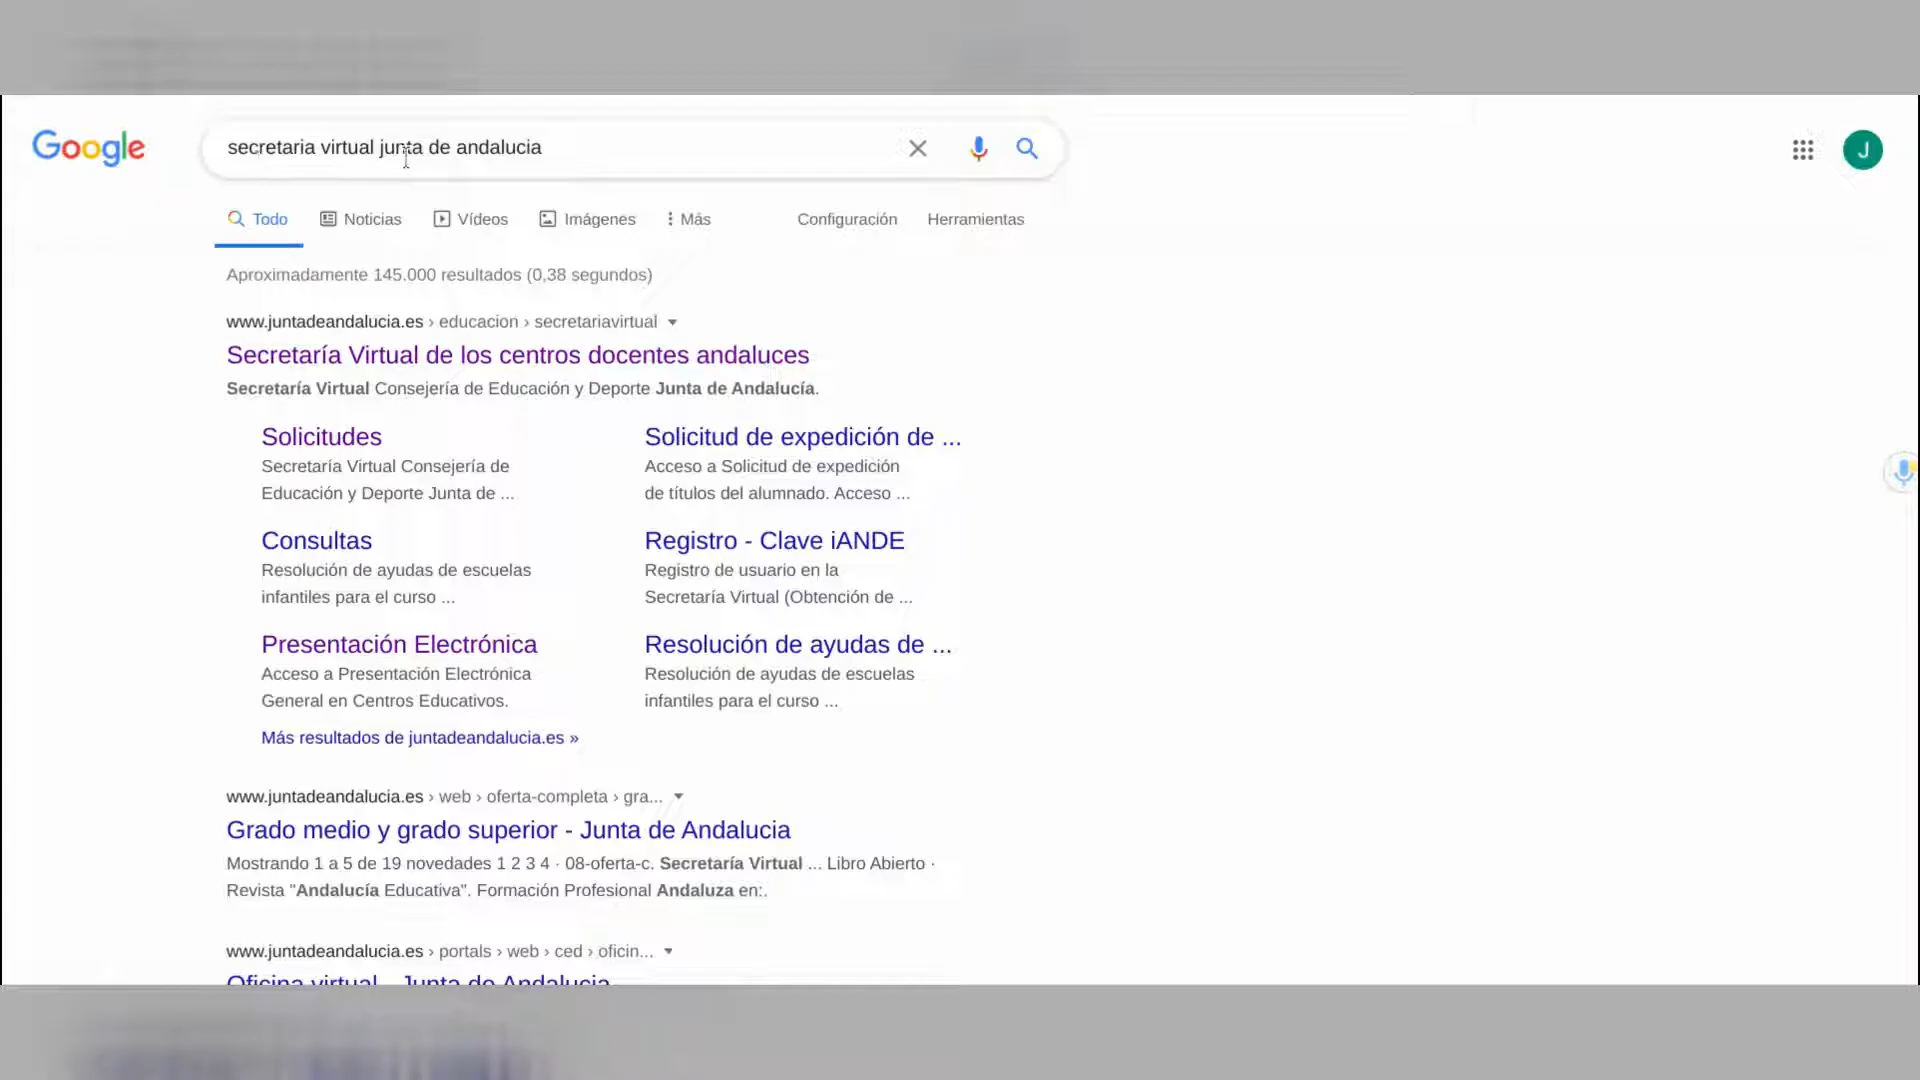 Google
secretaria virtual junta de andalucia
J
Todo Noticias Vídeos Imágenes Más Configuración Herramientas
Aproximadamente 145.000 resultados (0,38 segundos)
www.juntadeandalucia.es › educacion › secretariavirtual
Secretaría Virtual de los centros docentes andaluces
Secretaría Virtual Consejería de Educación y Deporte Junta de Andalucía.
Solicitudes
Secretaría Virtual Consejería de
Educación y Deporte Junta de ...
Solicitud de expedición de ...
Acceso a Solicitud de expedición
de títulos del alumnado. Acceso ...
Consultas
Resolución de ayudas de escuelas
infantiles para el curso ...
Registro - Clave iANDE
Registro de usuario en la
Secretaría Virtual (Obtención de ...
Presentación Electrónica
Acceso a Presentación Electrónica
General en Centros Educativos.
Resolución de ayudas de ...
Resolución de ayudas de escuelas
infantiles para el curso ...
Más resultados de juntadeandalucia.es »
www.juntadeandalucia.es › web › oferta-completa › gra...
Grado medio y grado superior - Junta de Andalucia
Mostrando 1 a 5 de 19 novedades 1 2 3 4 · 08-oferta-c. Secretaría Virtual ... Libro Abierto ·
Revista "Andalucía Educativa". Formación Profesional Andaluza en:.
www.juntadeandalucia.es › portals › web › ced › oficin...
Oficina virtual - Junta de Andalucia